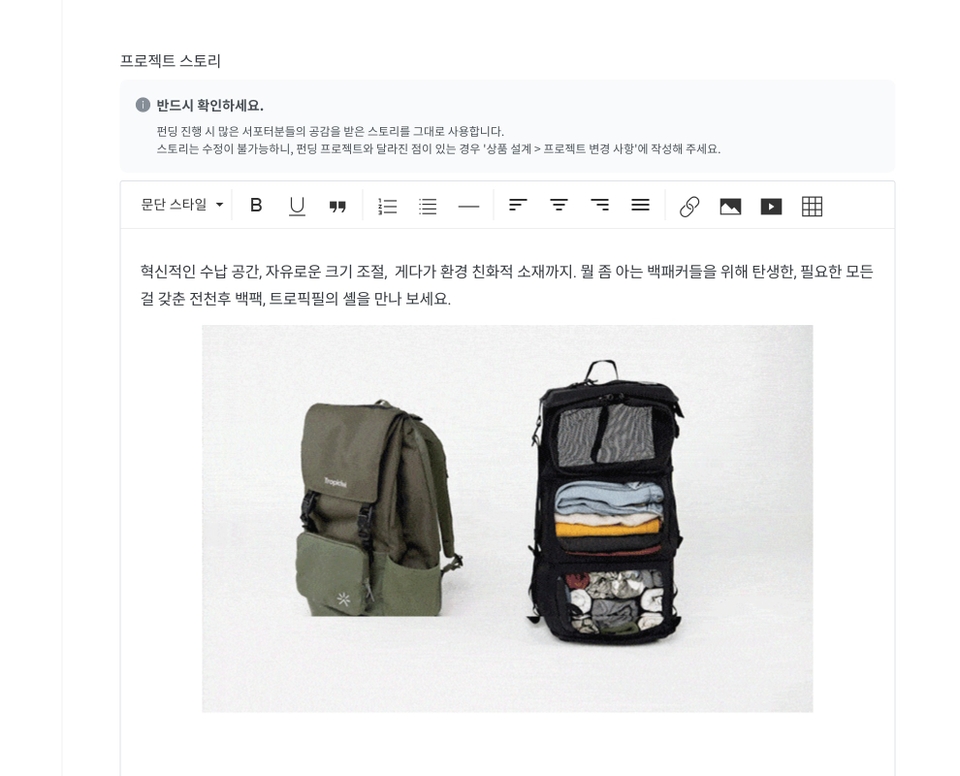 프로젝트 스토리
반드시 확인하세요.
펀딩 진행 시 많은 서포터분들의 공감을 받은 스토리를 그대로 사용합니다.
스토리는 수정이 불가능하니, 펀딩 프로젝트와 달라진 점이 있는 경우 '상품 설계 > 프로젝트 변경 사항'에 작성해 주세요.
문단 스타일 B U
혁신적인 수납 공간, 자유로운 크기 조절, 게다가 환경 친화적 소재까지. 뭘 좀 아는 백패커들을 위해 탄생한, 필요한 모든
걸 갖춘 전천후 백팩, 트로픽필의 셸을 만나 보세요.